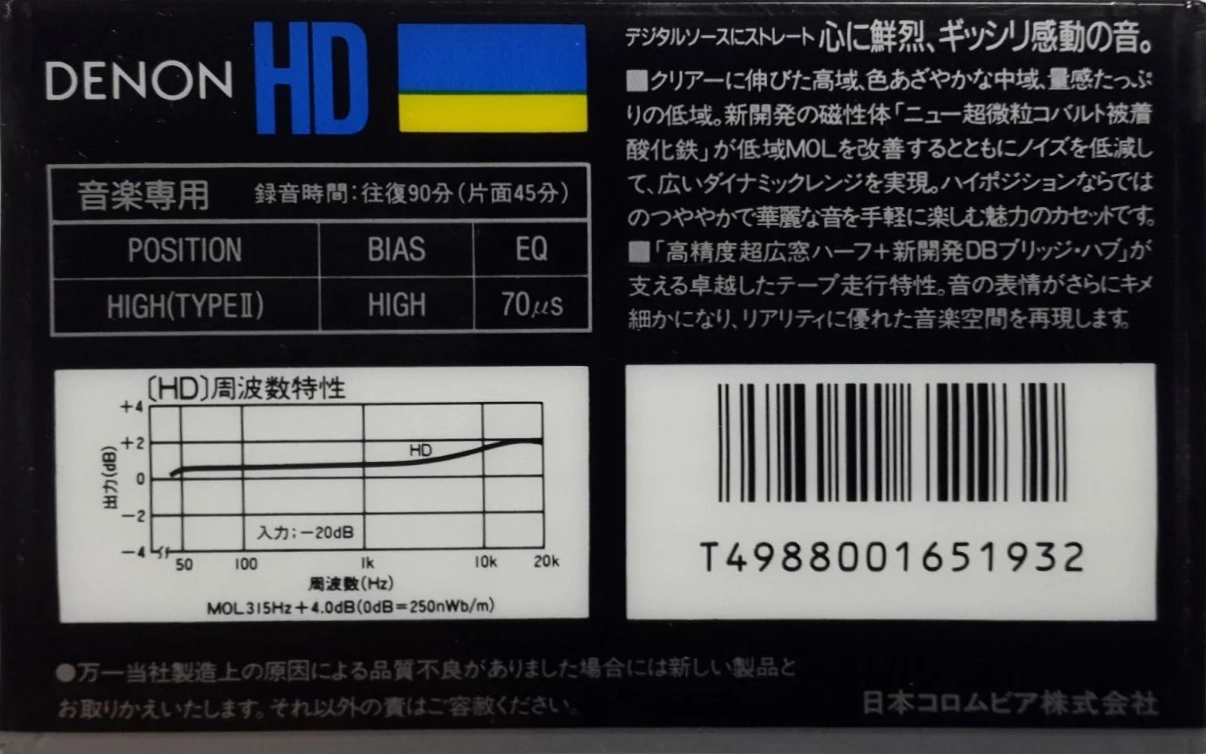 DENON HD
音楽専用 録音時間:往復90分(片面45分)
POSITION BIAS EQ
HIGH(TYPEⅡ) HIGH 70μs
〔HD〕周波数特性
+4
+2
0
-2
-4
出力(dB)
HD
入力;-20dB
50 100 1k 10k 20k
周波数(Hz)
MOL315Hz+4.0dB(0dB=250nWb/m)
デジタルソースにストレート 心に鮮烈、ギッシリ感動の音。
■クリアーに伸びた高域、色あざやかな中域、量感たっぷ
りの低域。新開発の磁性体「ニュー超微粒コバルト被着
酸化鉄」が低域MOLを改善するとともにノイズを低減し
て、広いダイナミックレンジを実現。ハイポジションならでは
のつややかで華麗な音を手軽に楽しむ魅力のカセットです。
■「高精度超広窓ハーフ+新開発DBブリッジ・ハブ」が
支える卓越したテープ走行特性。音の表情がさらにキメ
細かになり、リアリティに優れた音楽空間を再現します。
T4988001651932
●万一当社製造上の原因による品質不良がありました場合には新しい製品と
お取りかえいたします。それ以外の責はご容赦ください。
日本コロムビア株式会社